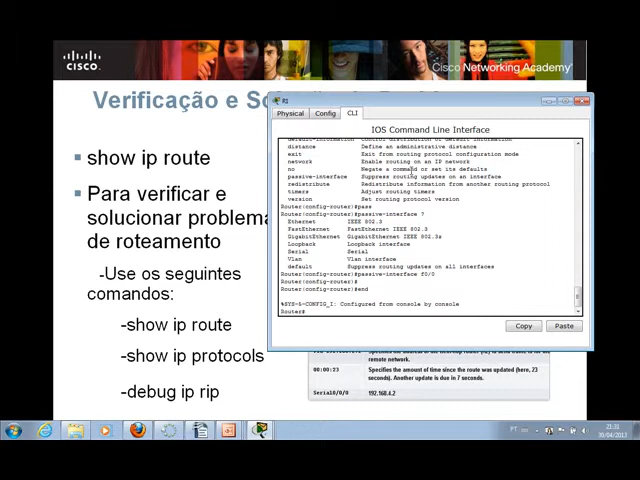 CISCO
Cisco Networking Academy
Verificação e So
show ip route
Para verificar e
solucionar problema
de roteamento
-Use os seguintes
comandos:
-show ip route
-show ip protocols
-debug ip rip
R1
Physical
Config
CLI
IOS Command Line Interface
default-information Control distribution of default information
distance Define an administrative distance
exit Exit from routing protocol configuration mode
network Enable routing on an IP network
no Negate a command or set its defaults
passive-interface Suppress routing updates on an interface
redistribute Redistribute information from another routing protocol
timers Adjust routing timers
version Set routing protocol version
Router(config-router)#pass
Router(config-router)#passive-interface ?
Ethernet IEEE 802.3
FastEthernet FastEthernet IEEE 802.3
GigabitEthernet GigabitEthernet IEEE 802.3z
Loopback Loopback interface
Serial Serial
Vlan Vlan interface
default Suppress routing updates on all interfaces
Router(config-router)#passive-interface f0/0
Router(config-router)#
Router(config-router)#end
%SYS-5-CONFIG_I: Configured from console by console
Router#
Copy
Paste
remote network.
00:00:23
Specifies the amount of time since the route was updated (here, 23
seconds). Another update is due in 7 seconds.
Serial0/0/0
192.168.4.2
PT
21:31
30/04/2013